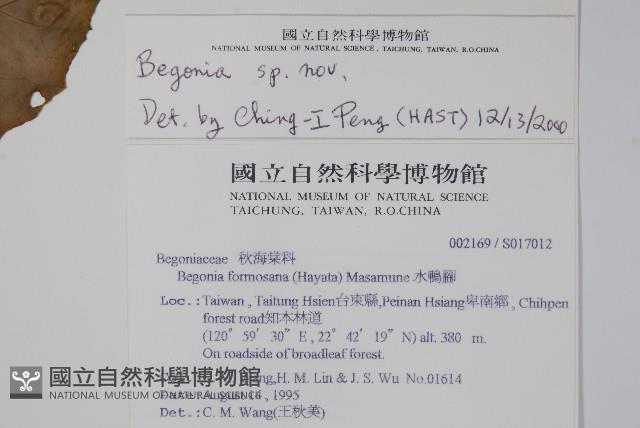 國立自然科學博物館
NATIONAL MUSEUM OF NATURAL SCIENCE, TAICHUNG, TAIWAN, R.O.CHINA
Begonia sp. nov.
Det. by Ching-I Peng (HAST) 12/13/2000
國立自然科學博物館
NATIONAL MUSEUM OF NATURAL SCIENCE
TAICHUNG, TAIWAN, R.O.CHINA
002169 / S017012
Begoniaceae 秋海棠科
Begonia formosana (Hayata) Masamune 水鴨腳
Loc.:Taiwan , Taitung Hsien台東縣,Peinan Hsiang卑南鄉 , Chihpen
forest road知本林道
(120° 59′ 30″ E , 22° 42′ 19″ N) alt. 380 m.
On roadside of broadleaf forest.
H. M. Lin & J. S. Wu No.01614
Date: August 14 , 1995
Det.:C. M. Wang(王秋美)
國立自然科學博物館
NATIONAL MUSEUM OF NATURAL SCIENCE